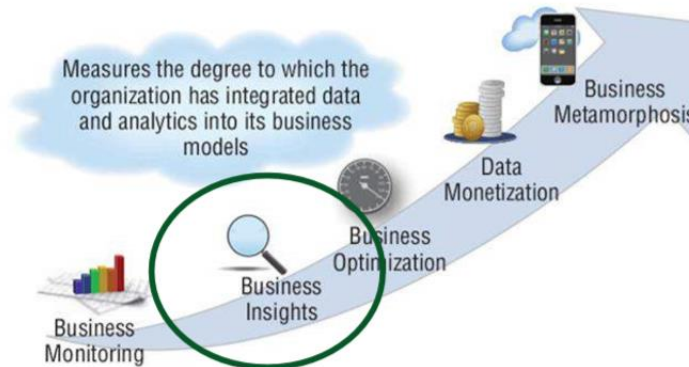 Measures the degree to which the
organization has integrated data
and analytics into its business
models
Business
Metamorphosis
Data
Monetization
Business
Optimization
Business
Insights
Business
Monitoring